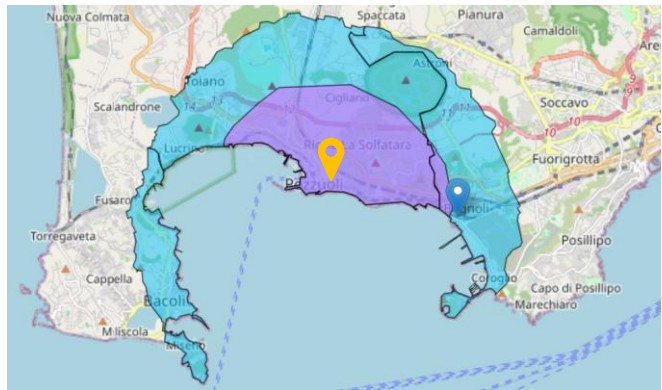 Nuova Colmata
Spaccata
Pianura
Camaldoli
Astroni
Toiano
Cigliano
Scalandrone
Soccavo
Lucrino
La Solfatara
Fuorigrotta
Fusaro
Pozzuoli
Bagnoli
Torregaveta
Posillipo
Cappella
Coroglio
Capo di Posillipo
Bacoli
Marechiaro
Miliscola
Miseno